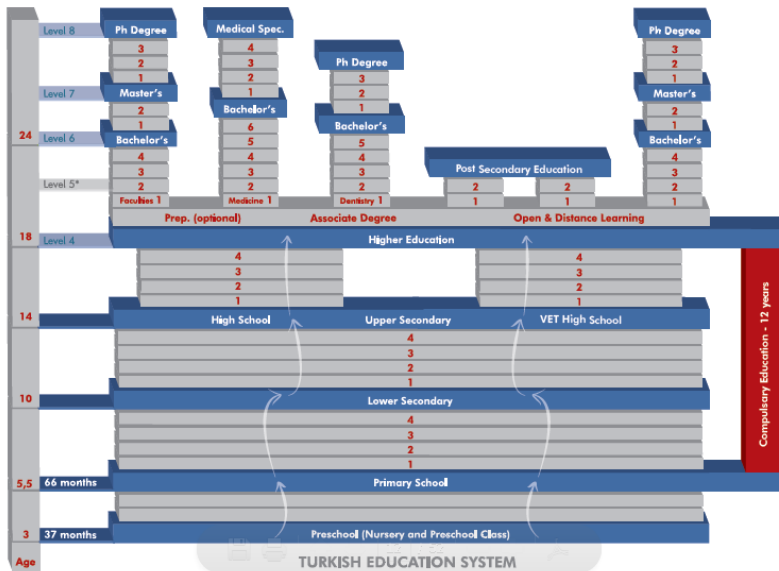 Level 8 Ph Degree Medical Spec. Ph Degree
3 4 3
2 3 Ph Degree 2
1 2 3 1
Level 7 Master's 1 2 Master's
2 Bachelor's 1 2
1 6 Bachelor's 1
24 Level 6 Bachelor's 5 5 Bachelor's
4 4 4 Post Secondary Education 4
3 3 3 3
Level 5* 2 2 2 2 2 2
Faculties 1 Medicine 1 Dentistry 1 1 1 1
Prep. (optional) Associate Degree Open & Distance Learning
18 Level 4 Higher Education
4 4
3 3
2 2
1 1
14 High School Upper Secondary VET High School
4
3
2
1
10 Lower Secondary
4
3
2
1
5,5 66 months Primary School
3 37 months Preschool (Nursery and Preschool Class)
Age TURKISH EDUCATION SYSTEM
Compulsary Education - 12 years